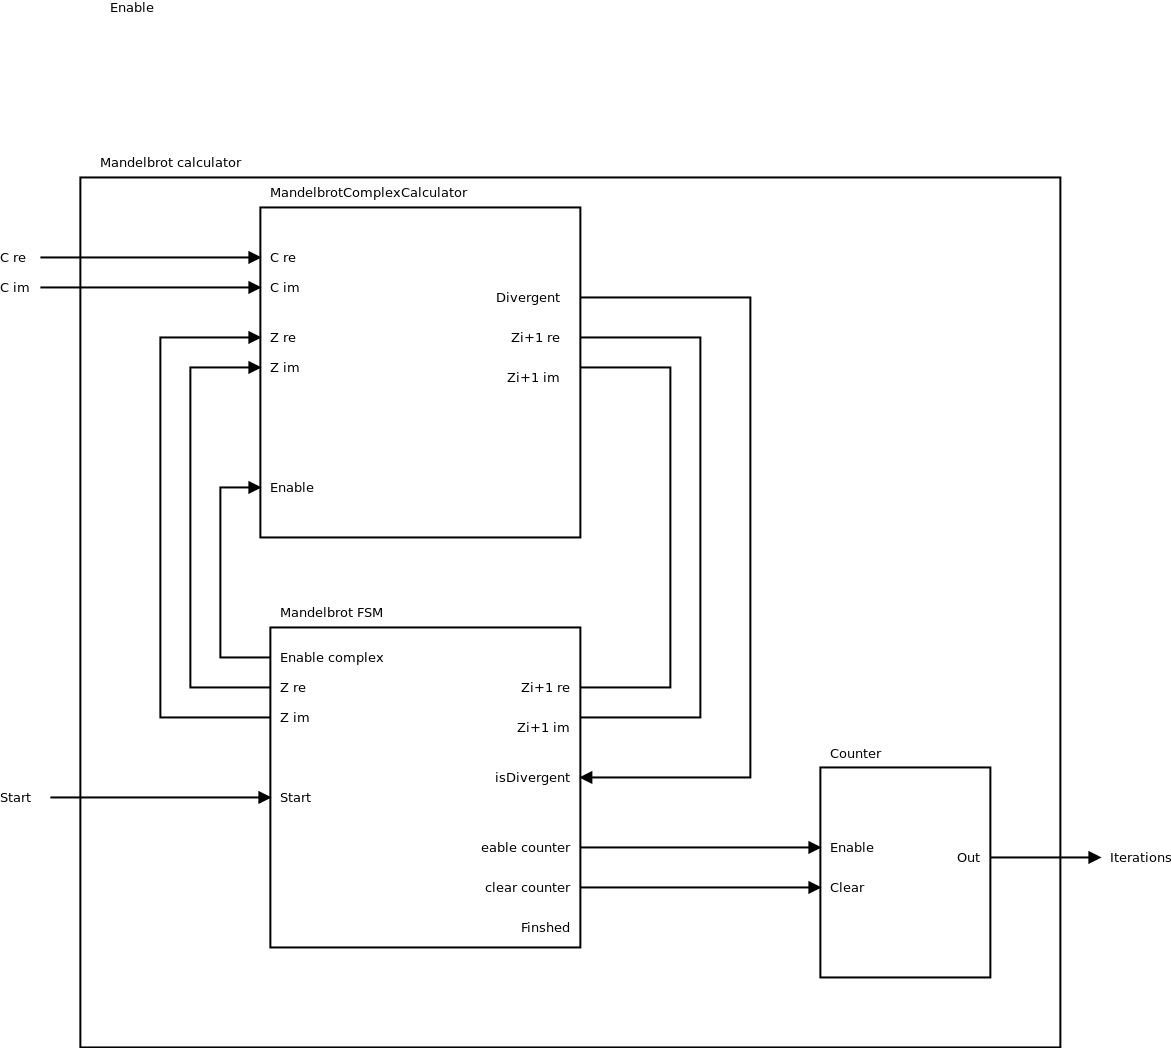 Enable
Mandelbrot calculator
MandelbrotComplexCalculator
C re
C re
C im
C im
Divergent
Z re
Zi+1 re
Z im
Zi+1 im
Enable
Mandelbrot FSM
Enable complex
Z re
Zi+1 re
Z im
Zi+1 im
Counter
isDivergent
Start
Start
eable counter
Enable
Out
Iterations
clear counter
Clear
Finshed